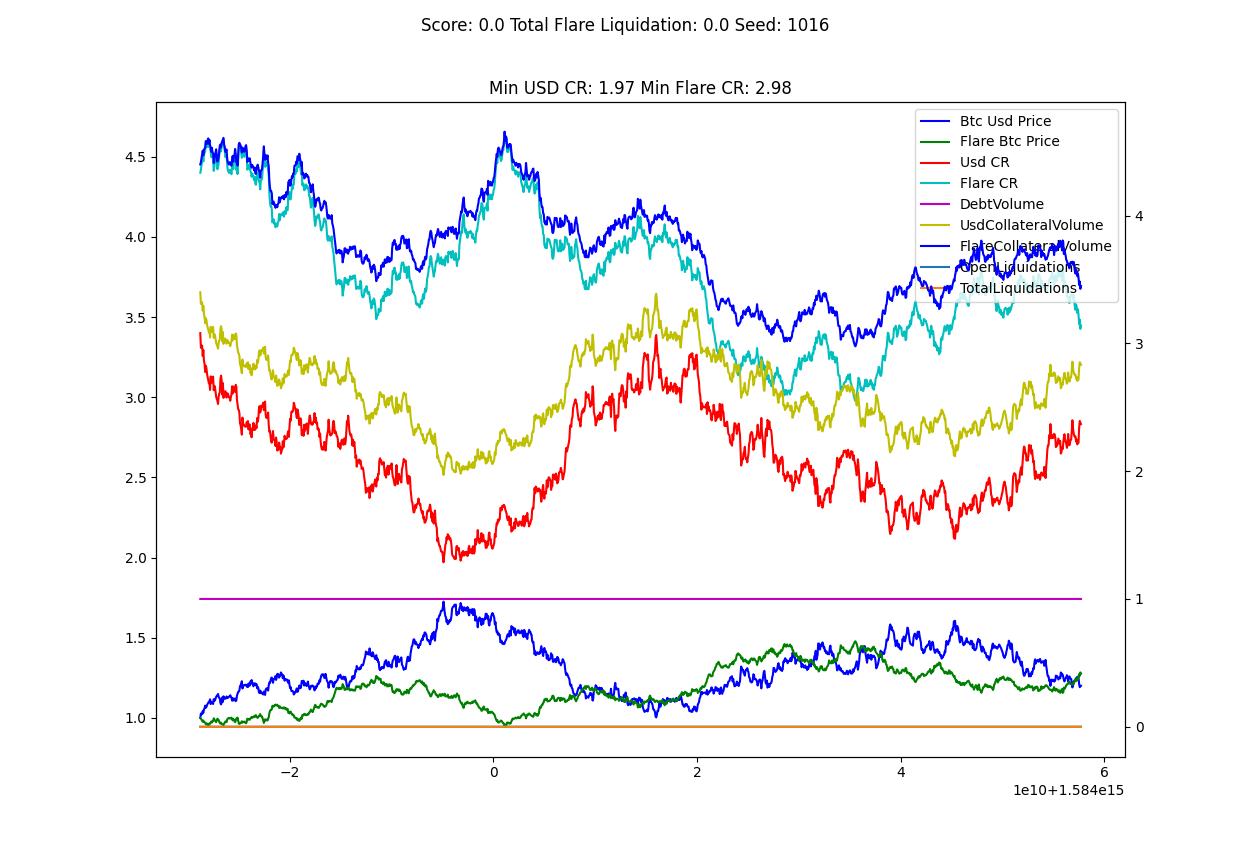 Score: 0.0 Total Flare Liquidation: 0.0 Seed: 1016
Min USD CR: 1.97 Min Flare CR: 2.98
Btc Usd Price
Flare Btc Price
Usd CR
Flare CR
DebtVolume
UsdCollateralVolume
FlareCollateralVolume
OpenLiquidations
TotalLiquidations
4.5
4.0
3.5
3.0
2.5
2.0
1.5
1.0
4
3
2
1
0
−2
0
2
4
6
1e10+1.584e15